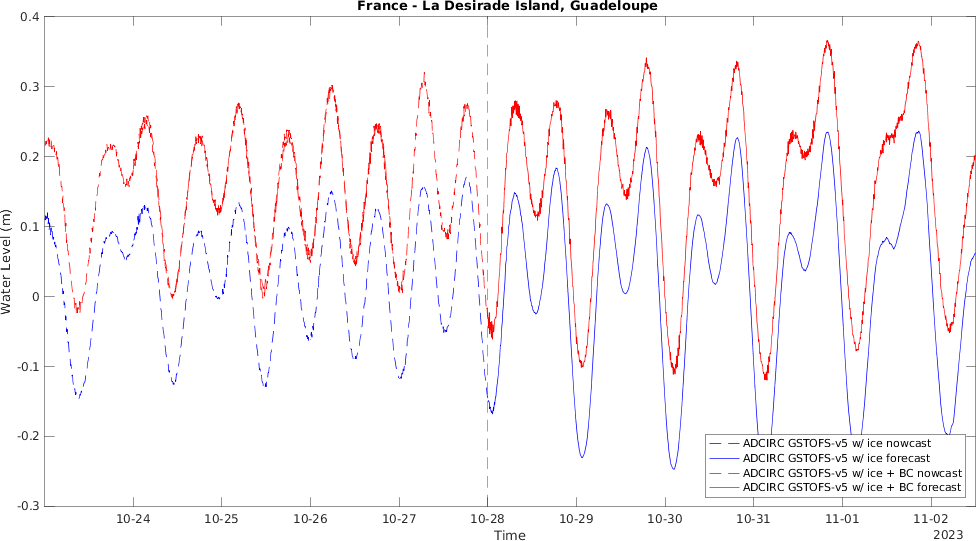 France - La Desirade Island, Guadeloupe
0.4
0.3
0.2
0.1
0
-0.1
-0.2
-0.3
Water Level (m)
ADCIRC GSTOFS-v5 w/ ice nowcast
ADCIRC GSTOFS-v5 w/ ice forecast
ADCIRC GSTOFS-v5 w/ ice + BC nowcast
ADCIRC GSTOFS-v5 w/ ice + BC forecast
10-24 10-25 10-26 10-27 10-28 10-29 10-30 10-31 11-01 11-02
Time 2023